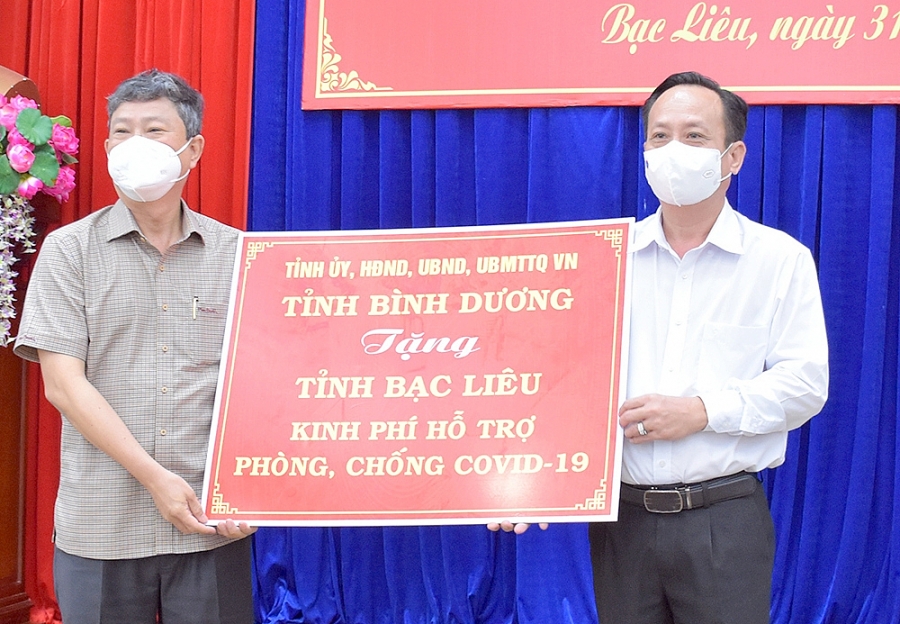 Bạc Liêu, ngày 31
TỈNH ỦY, HĐND, UBND, UBMTTQ VN
TỈNH BÌNH DƯƠNG
Tặng
TỈNH BẠC LIÊU
KINH PHÍ HỖ TRỢ
PHÒNG, CHỐNG COVID-19